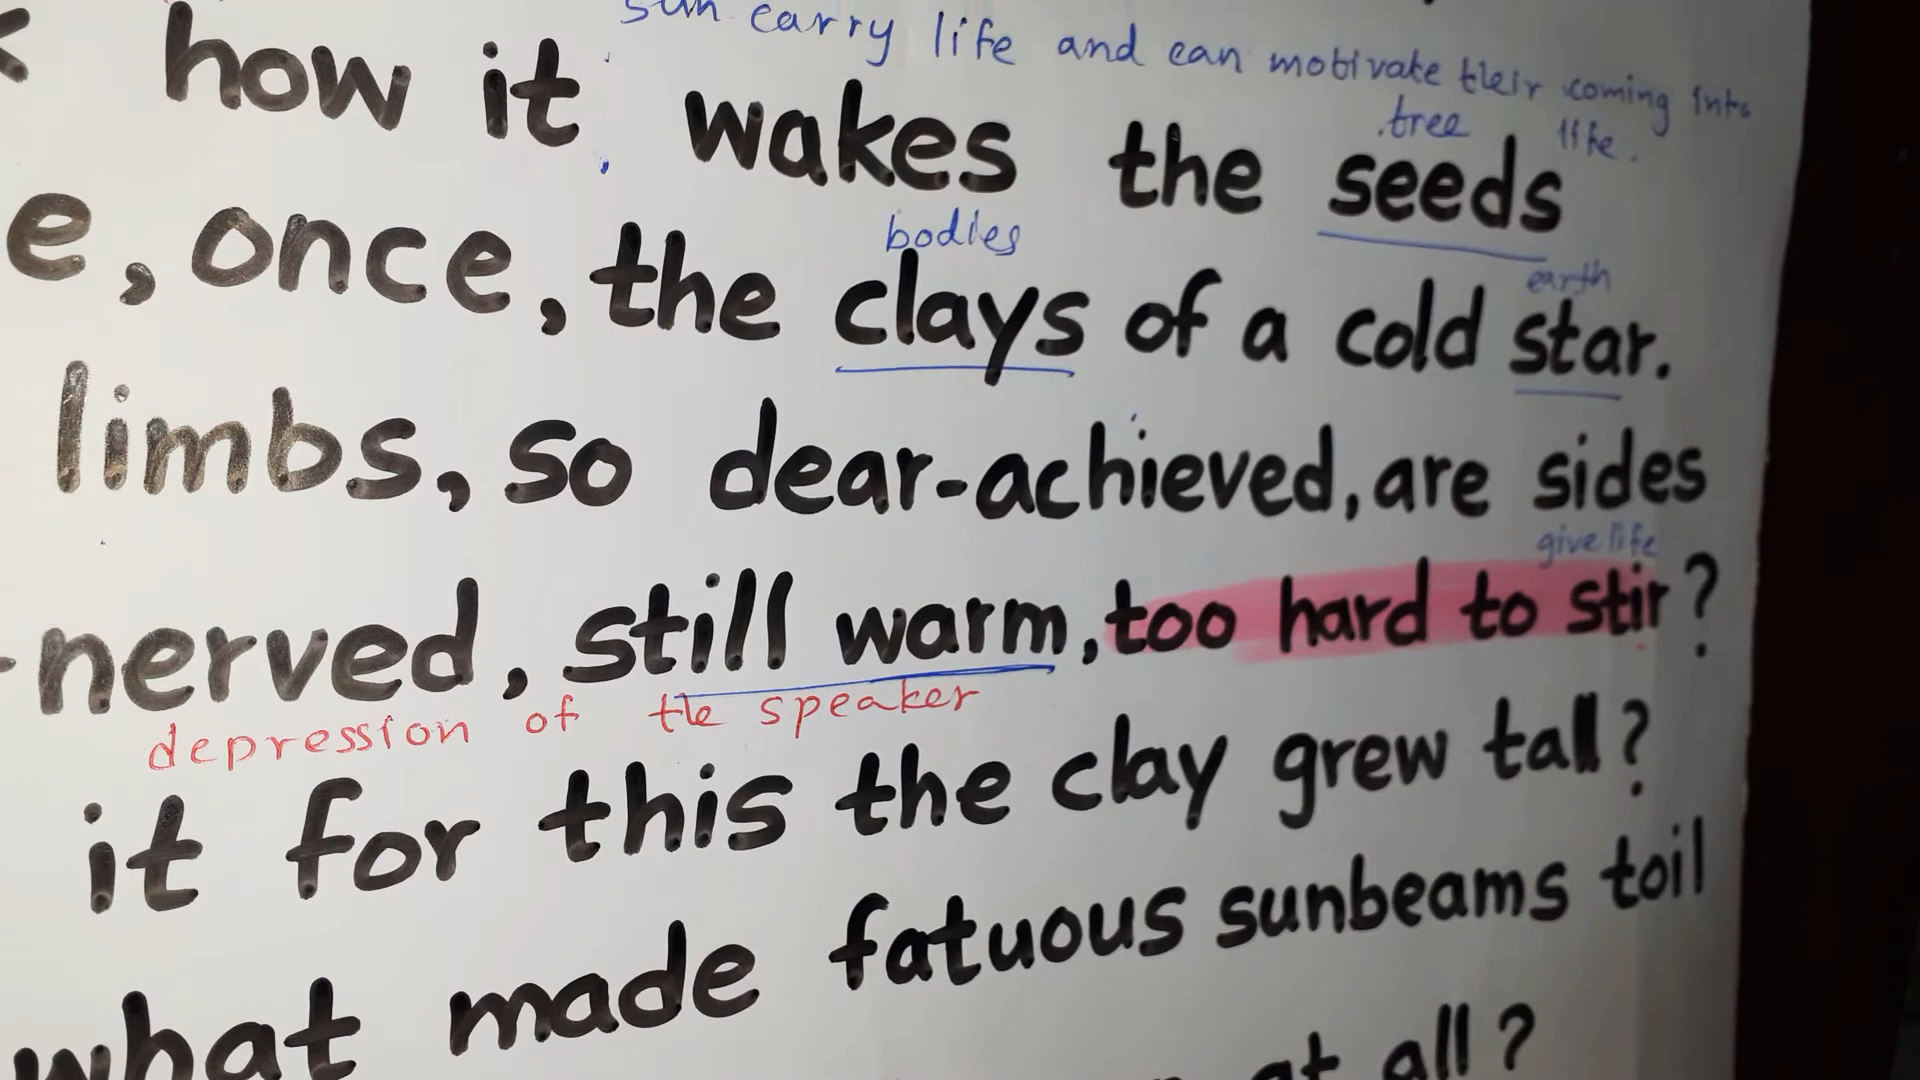 sun carry life and can motivate their coming into
life.
how it wakes the seeds
tree
bodies
e, once, the clays of a cold star.
earth
limbs, so dear-achieved, are sides
give life
-nerved, still warm, too hard to stir?
depression of the speaker
it for this the clay grew tall?
what made fatuous sunbeams toil
at all?